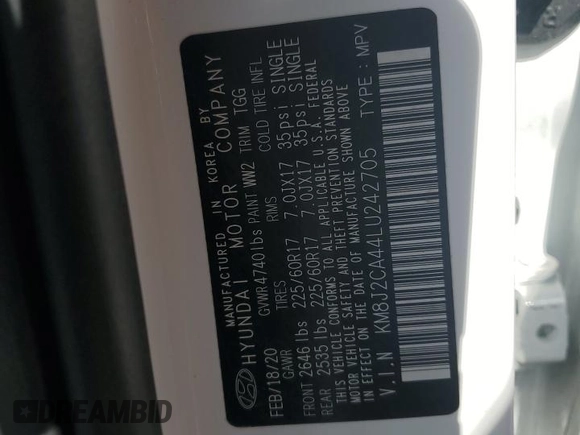 MANUFACTURED IN KOREA BY
HYUNDAI MOTOR COMPANY
FEB/18/20 GVWR 4740lbs PAINT WW2 TRIM TGG
GAWR TIRES RIMS COLD TIRE INFL
FRONT 2646 lbs 225/60R17 7.0JX17 35psi SINGLE
REAR 2535 lbs 225/60R17 7.0JX17 35psi SINGLE
THIS VEHICLE CONFORMS TO ALL APPLICABLE U.S.A. FEDERAL
MOTOR VEHICLE SAFETY AND THEFT PREVENTION STANDARDS
IN EFFECT ON THE DATE OF MANUFACTURE SHOWN ABOVE
V.I.N KM8J2CA44LU242705 TYPE : MPV
DREAMBID